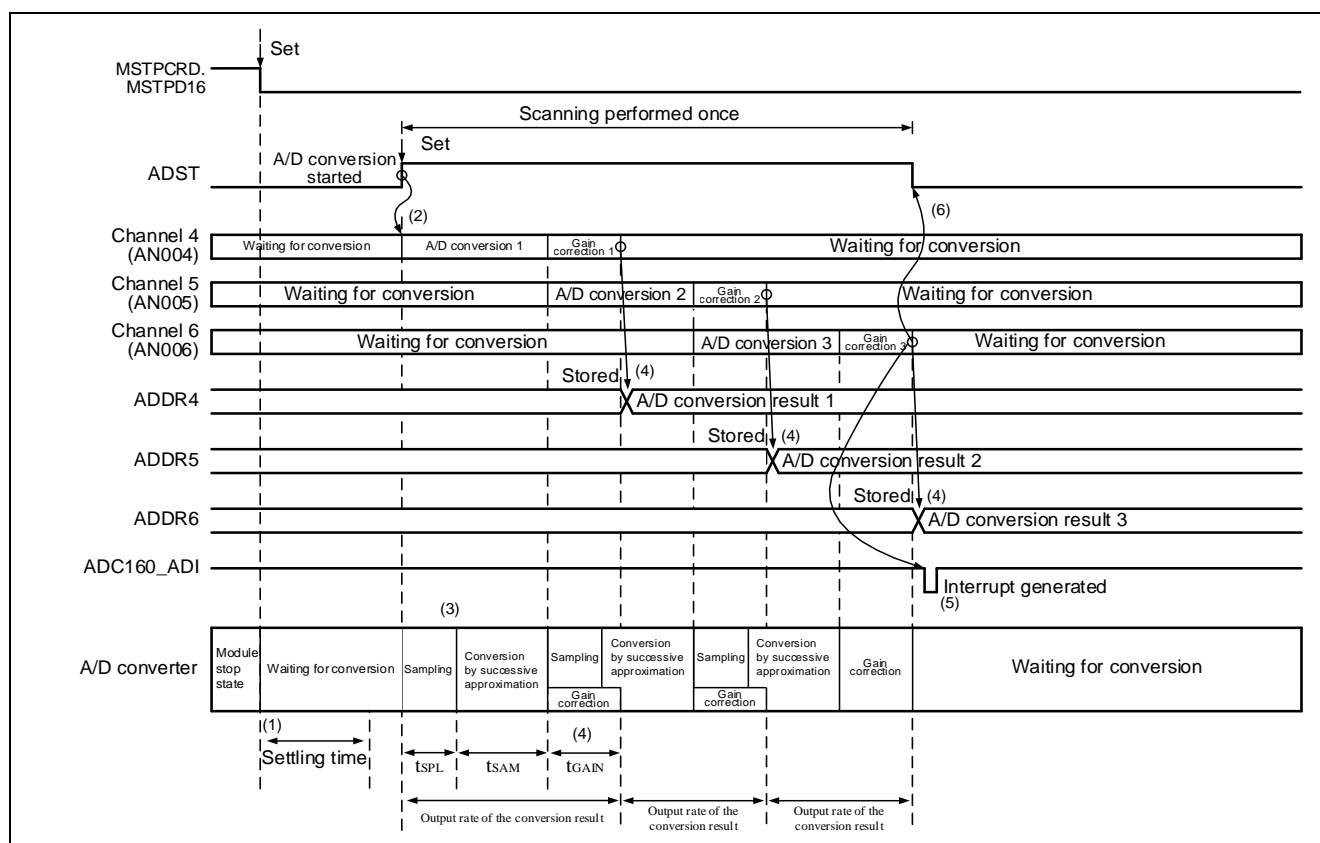 Set
MSTPCRD.
MSTPD16
Scanning performed once
Set
A/D conversion
started
ADST
(2)
(6)
Channel 4
(AN004)
Waiting for conversion
A/D conversion 1
Gain
correction 1
Waiting for conversion
Channel 5
(AN005)
Waiting for conversion
A/D conversion 2
Gain
correction 2
Waiting for conversion
Channel 6
(AN006)
Waiting for conversion
A/D conversion 3
Gain
correction 3
Waiting for conversion
Stored
(4)
ADDR4
A/D conversion result 1
Stored
(4)
ADDR5
A/D conversion result 2
Stored
(4)
ADDR6
A/D conversion result 3
ADC160_ADI
Interrupt generated
(5)
(3)
A/D converter
Module
stop
state
Waiting for conversion
Sampling
Conversion
by successive
approximation
Sampling
Gain
correction
Conversion
by successive
approximation
Sampling
Gain
correction
Conversion
by successive
approximation
Gain
correction
Waiting for conversion
(1)
Settling time
(4)
tSPL
tSAM
tGAIN
Output rate of the conversion result
Output rate of the
conversion result
Output rate of the
conversion result